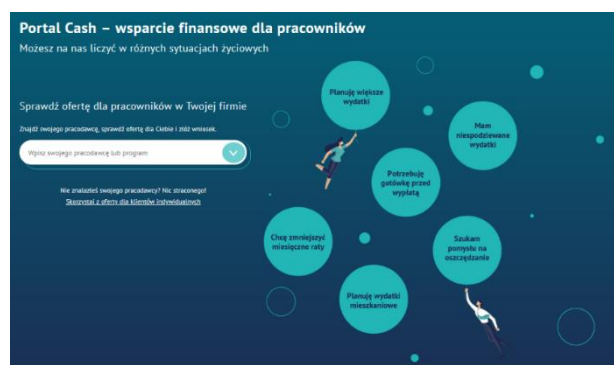 Portal Cash – wsparcie finansowe dla pracowników
Możesz na nas liczyć w różnych sytuacjach życiowych
Sprawdź ofertę dla pracowników w Twojej firmie
Znajdź swojego pracodawcę, sprawdź ofertę dla Ciebie i złóż wniosek.
Wpisz swojego pracodawcę lub program
Nie znalazłeś swojego pracodawcy? Nic straconego!
Skorzystaj z oferty dla klientów indywidualnych
Planuję większe
wydatki
Mam
niespodziewane
wydatki
Potrzebuję
gotówkę przed
wypłatą
Chcę zmniejszyć
miesięczne raty
Szukam
pomysłu na
oszczędzanie
Planuję wydatki
mieszkaniowe